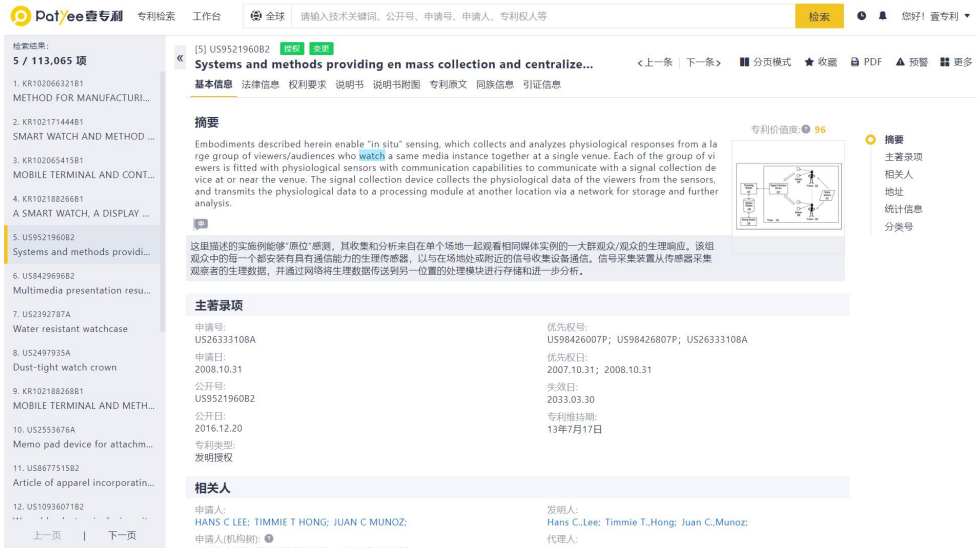 Patyee壹专利 专利检索 工作台 全球 请输入技术关键词、公开号、申请号、申请人、专利权人等 检索 您好！壹专利
检索结果:
5 / 113,065 项
1. KR102066321B1
METHOD FOR MANUFACTURI...
2. KR102171444B1
SMART WATCH AND METHOD ...
3. KR102065415B1
MOBILE TERMINAL AND CONT...
4. KR102188266B1
A SMART WATCH, A DISPLAY ...
5. US9521960B2
Systems and methods providi...
6. US8429696B2
Multimedia presentation resu...
7. US2392787A
Water resistant watchcase
8. US2497935A
Dust-tight watch crown
9. KR102188268B1
MOBILE TERMINAL AND METH...
10. US2553676A
Memo pad device for attachm...
11. US8677515B2
Article of apparel incorporatin...
12. US10936071B2
上一页 | 下一页
[5] US9521960B2 授权 变更
Systems and methods providing en mass collection and centralize...
<上一条 下一条> 分页模式 收藏 PDF 预警 更多
基本信息 法律信息 权利要求 说明书 说明书附图 专利原文 同族信息 引证信息
摘要
Embodiments described herein enable "in situ" sensing, which collects and analyzes physiological responses from a la
rge group of viewers/audiences who watch a same media instance together at a single venue. Each of the group of vi
ewers is fitted with physiological sensors with communication capabilities to communicate with a signal collection de
vice at or near the venue. The signal collection device collects the physiological data of the viewers from the sensors,
and transmits the physiological data to a processing module at another location via a network for storage and further
analysis.
中
这里描述的实施例能够"原位"感测，其收集和分析来自在单个场地一起观看相同媒体实例的一大群观众/观众的生理响应。该组
观众中的每一个都安装有具有通信能力的生理传感器，以与在场地处或附近的信号收集设备通信。信号采集装置从传感器采集
观察者的生理数据，并通过网络将生理数据传送到另一位置的处理模块进行存储和进一步分析。
专利价值度: 96
摘要
主著录项
相关人
地址
统计信息
分类号
主著录项
申请号:
US26333108A
优先权号:
US98426007P; US98426807P; US26333108A
申请日:
2008.10.31
优先权日:
2007.10.31; 2008.10.31
公开号:
US9521960B2
失效日:
2033.03.30
公开日:
2016.12.20
专利维持期:
13年7月17日
专利类型:
发明授权
相关人
申请人:
HANS C LEE; TIMMIE T HONG; JUAN C MUNOZ;
发明人:
Hans C.,Lee; Timmie T.,Hong; Juan C.,Munoz;
申请人(机构树):
代理人: